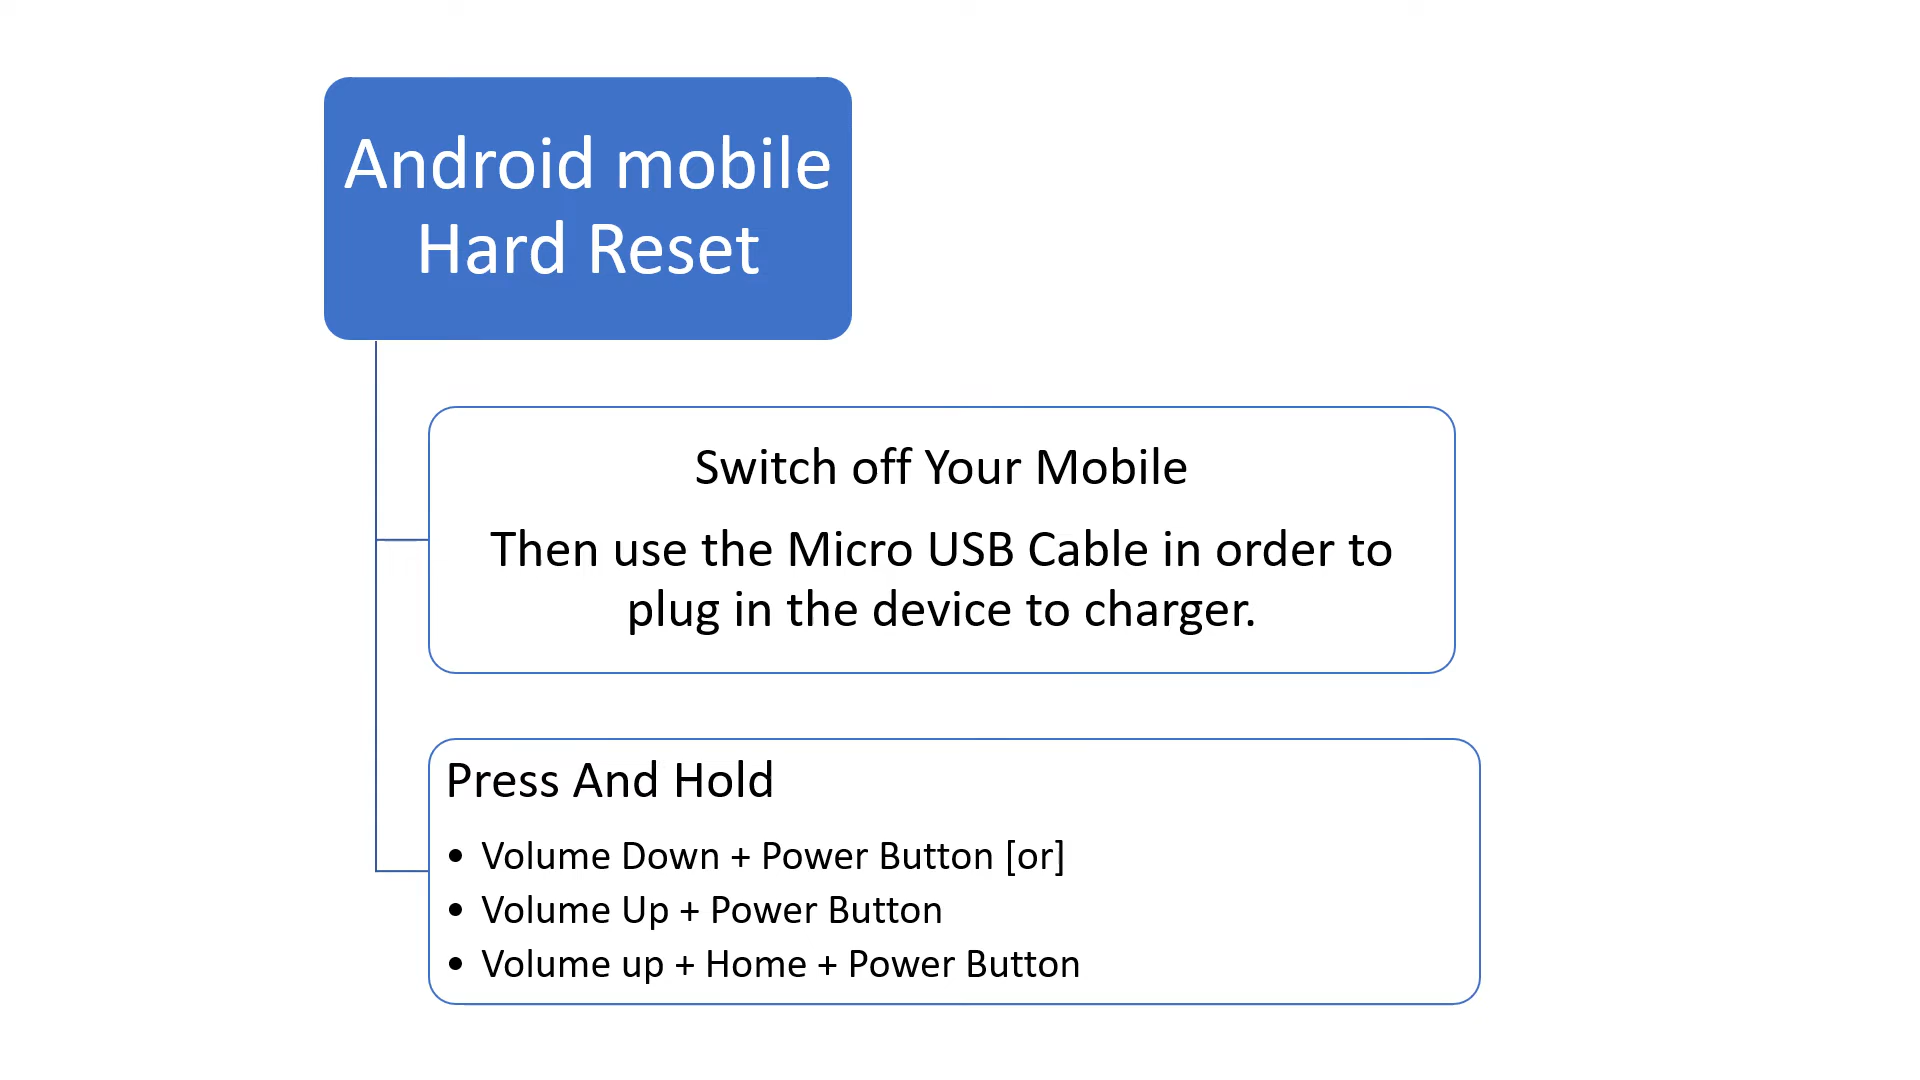 Android mobile
Hard Reset
Switch off Your Mobile
Then use the Micro USB Cable in order to
plug in the device to charger.
Press And Hold
• Volume Down + Power Button [or]
• Volume Up + Power Button
• Volume up + Home + Power Button